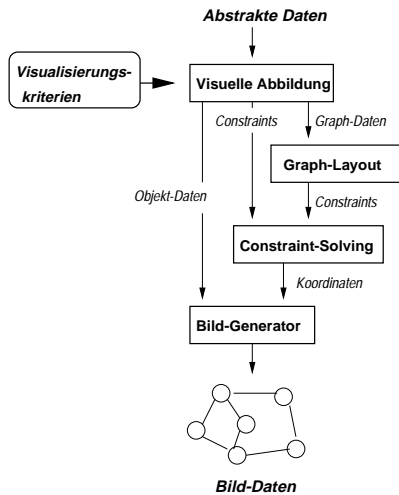 Abstrakte Daten
Visualisierungs-
kriterien
Visuelle Abbildung
Constraints
Graph-Daten
Graph-Layout
Objekt-Daten
Constraints
Constraint-Solving
Koordinaten
Bild-Generator
Bild-Daten